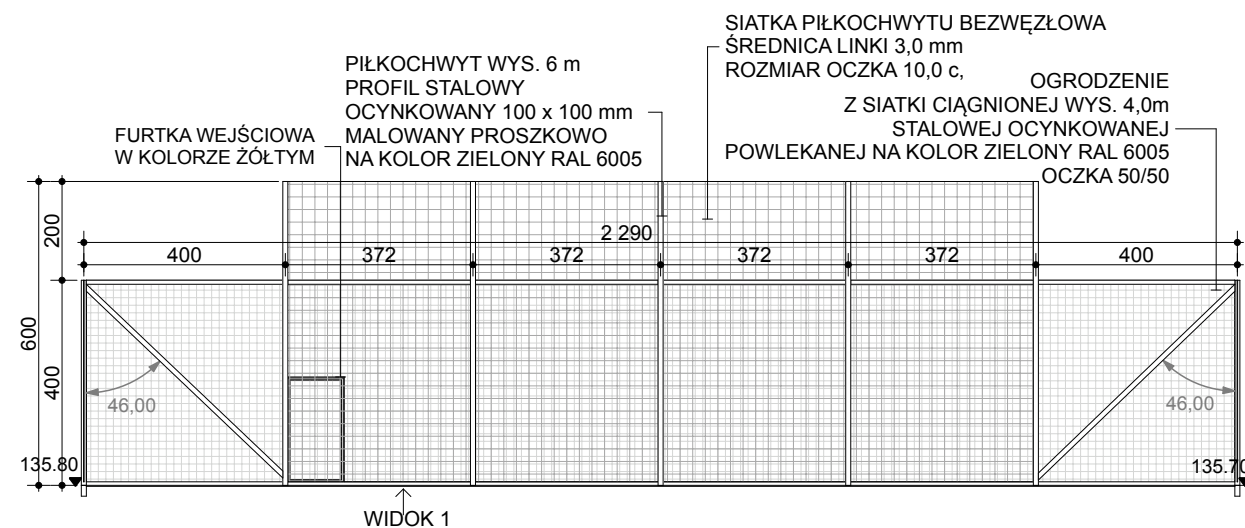 SIATKA PIŁKOCHWYTU BEZWĘZŁOWA
ŚREDNICA LINKI 3,0 mm
ROZMIAR OCZKA 10,0 c,
PIŁKOCHWYT WYS. 6 m
PROFIL STALOWY
OCYNKOWANY 100 x 100 mm
MALOWANY PROSZKOWO
NA KOLOR ZIELONY RAL 6005
OGRODZENIE
Z SIATKI CIĄGNIONEJ WYS. 4,0m
STALOWEJ OCYNKOWANEJ
POWLEKANEJ NA KOLOR ZIELONY RAL 6005
OCZKA 50/50
FURTKA WEJŚCIOWA
W KOLORZE ŻÓŁTYM
200
2 290
400
372
372
372
372
400
600
400
46,00
46,00
135.80
135.70
WIDOK 1